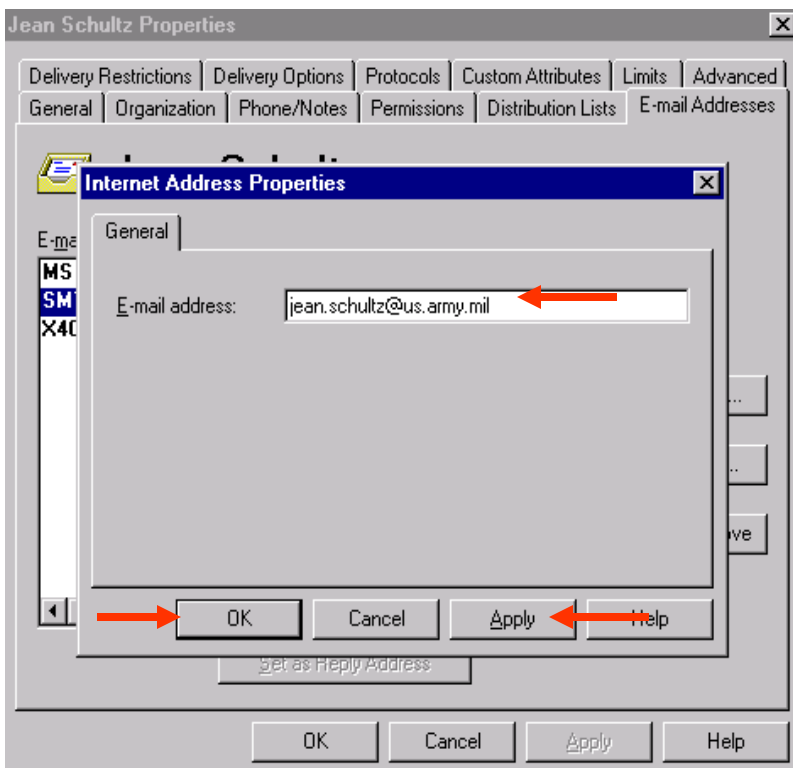 Jean Schultz Properties
Delivery Restrictions Delivery Options Protocols Custom Attributes Limits Advanced
General Organization Phone/Notes Permissions Distribution Lists E-mail Addresses
Internet Address Properties
General
E-mail address: jean.schultz@us.army.mil
MS
OK Cancel Apply Help
Set as Reply Address
OK Cancel Apply Help